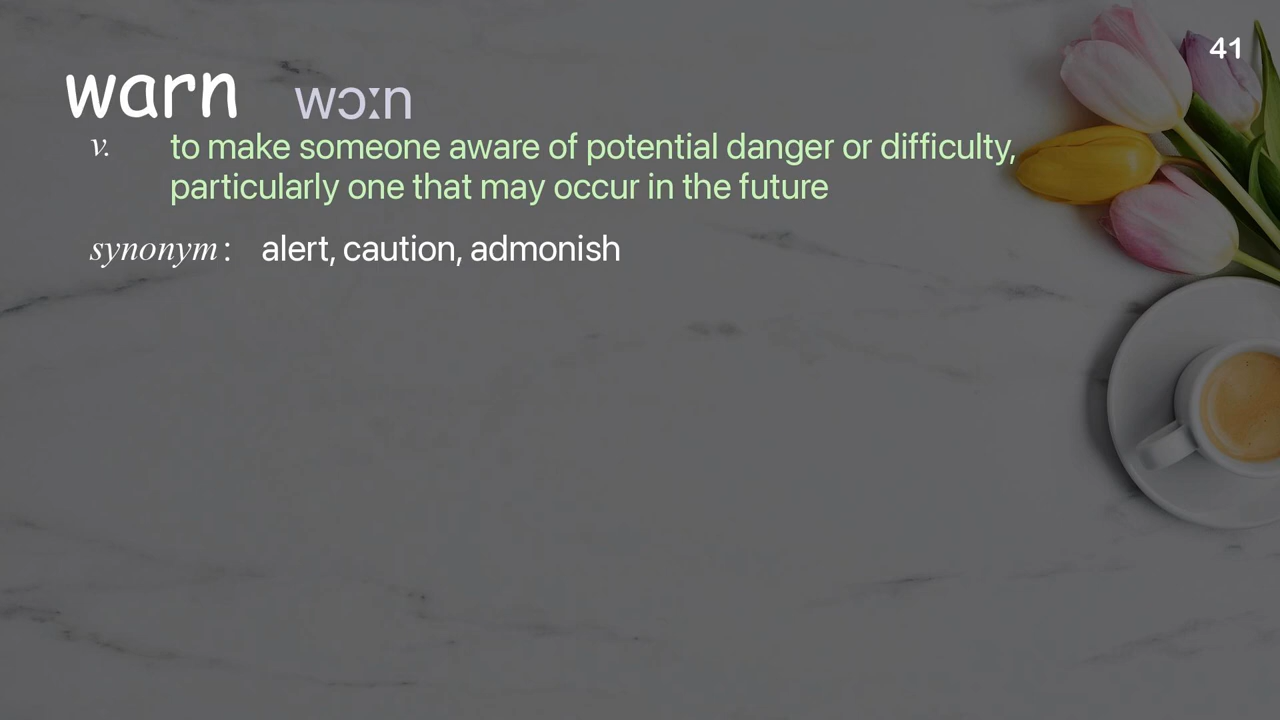 41
warn wɔːn
v. to make someone aware of potential danger or difficulty,
particularly one that may occur in the future
synonym : alert, caution, admonish